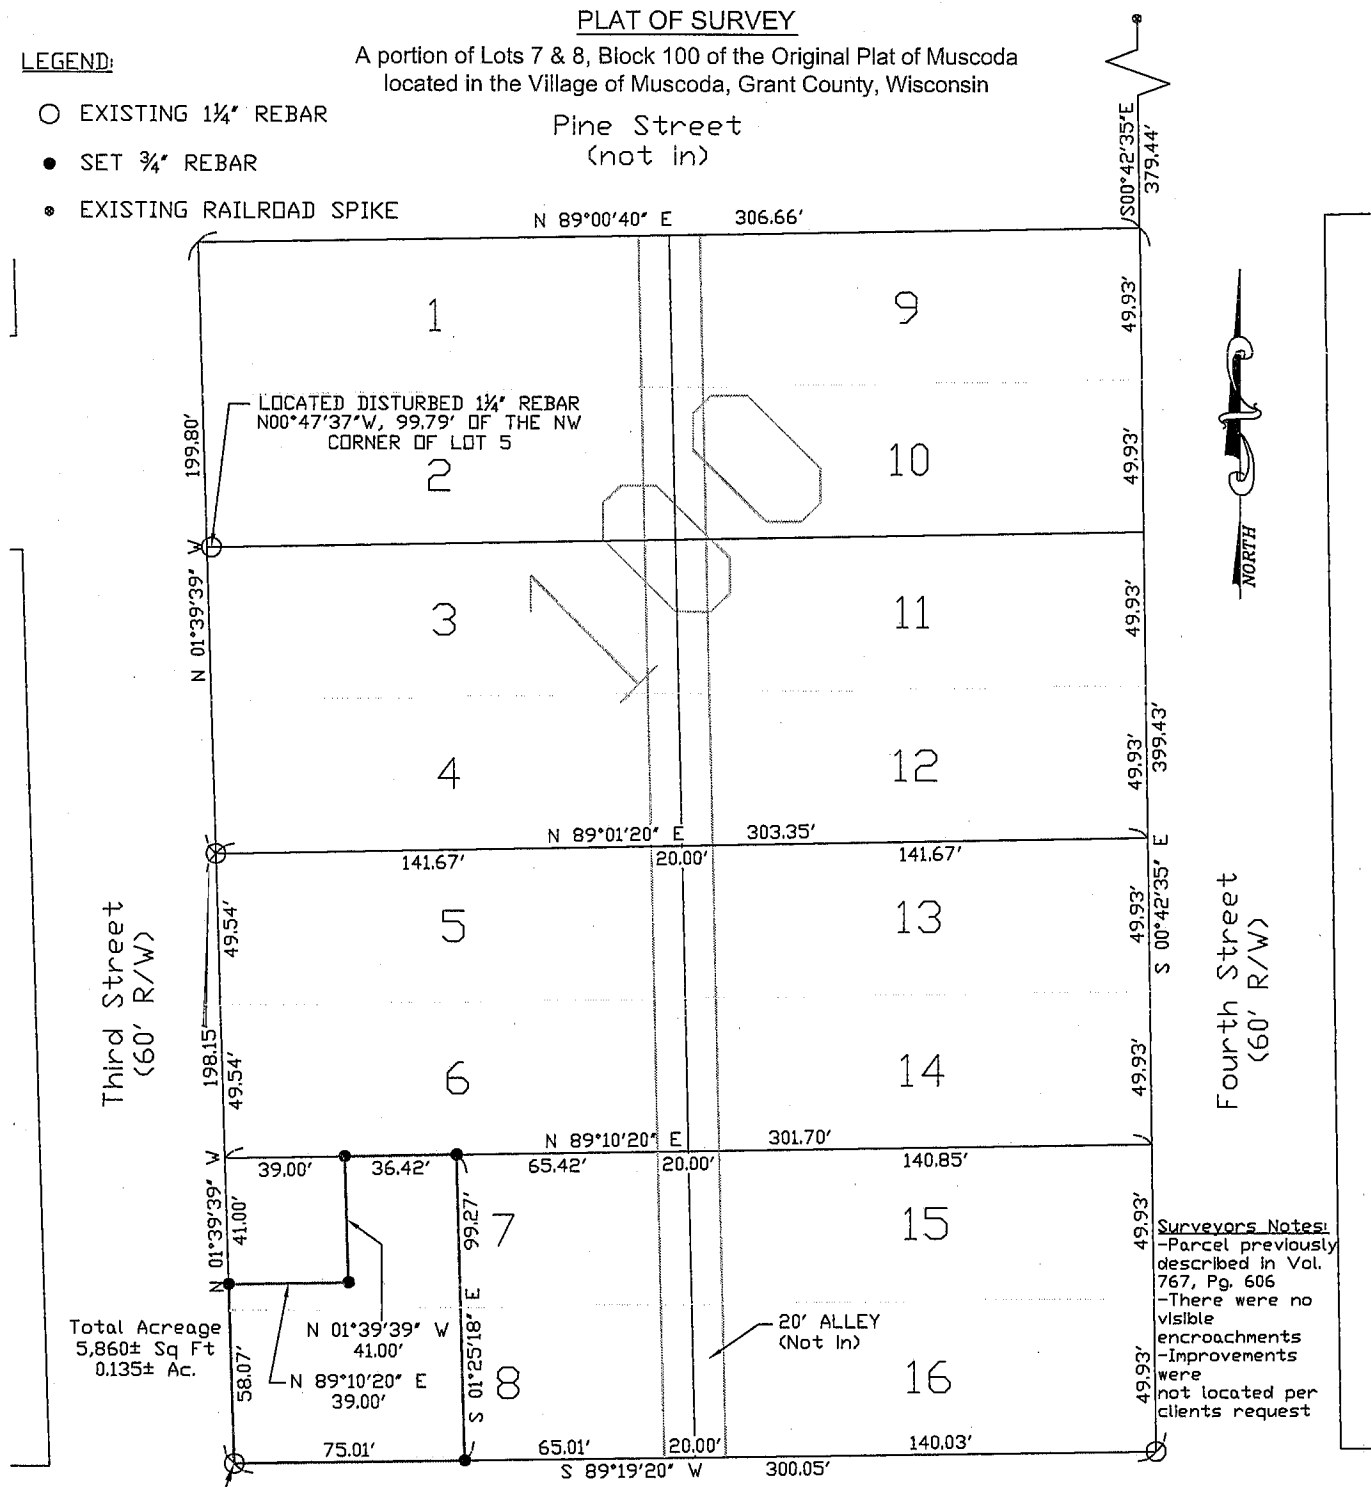 PLAT OF SURVEY
A portion of Lots 7 & 8, Block 100 of the Original Plat of Muscoda
located in the Village of Muscoda, Grant County, Wisconsin
LEGEND:
EXISTING 1¼" REBAR
SET ¾" REBAR
EXISTING RAILROAD SPIKE
Pine Street
(not in)
S00°42'35"E
379.44'
N 89°00'40" E 306.66'
1
9
49.93'
LOCATED DISTURBED 1¼" REBAR
N00°47'37"W, 99.79' OF THE NW
CORNER OF LOT 5
199.80'
2
10
49.93'
100
NORTH
N 01°39'39" W
3
11
49.93'
4
12
49.93'
399.43'
N 89°01'20" E 303.35'
141.67' 20.00' 141.67'
Third Street
(60' R/W)
49.54'
5
13
49.93'
S 00°42'35" E
Fourth Street
(60' R/W)
198.15'
49.54'
6
14
49.93'
N 89°10'20" E 301.70'
39.00' 36.42' 65.42' 20.00' 140.85'
N 01°39'39" W
41.00'
99.27'
7
15
49.93'
Surveyors Notes:
-Parcel previously
described in Vol.
767, Pg. 606
-There were no
visible
encroachments
-Improvements
were
not located per
clients request
Total Acreage
5,860± Sq Ft
0.135± Ac.
N 01°39'39" W
41.00'
N 89°10'20" E
39.00'
58.07'
S 01°25'18" E
8
20' ALLEY
(Not In)
16
49.93'
75.01' 65.01' 20.00' 140.03'
S 89°19'20" W 300.05'